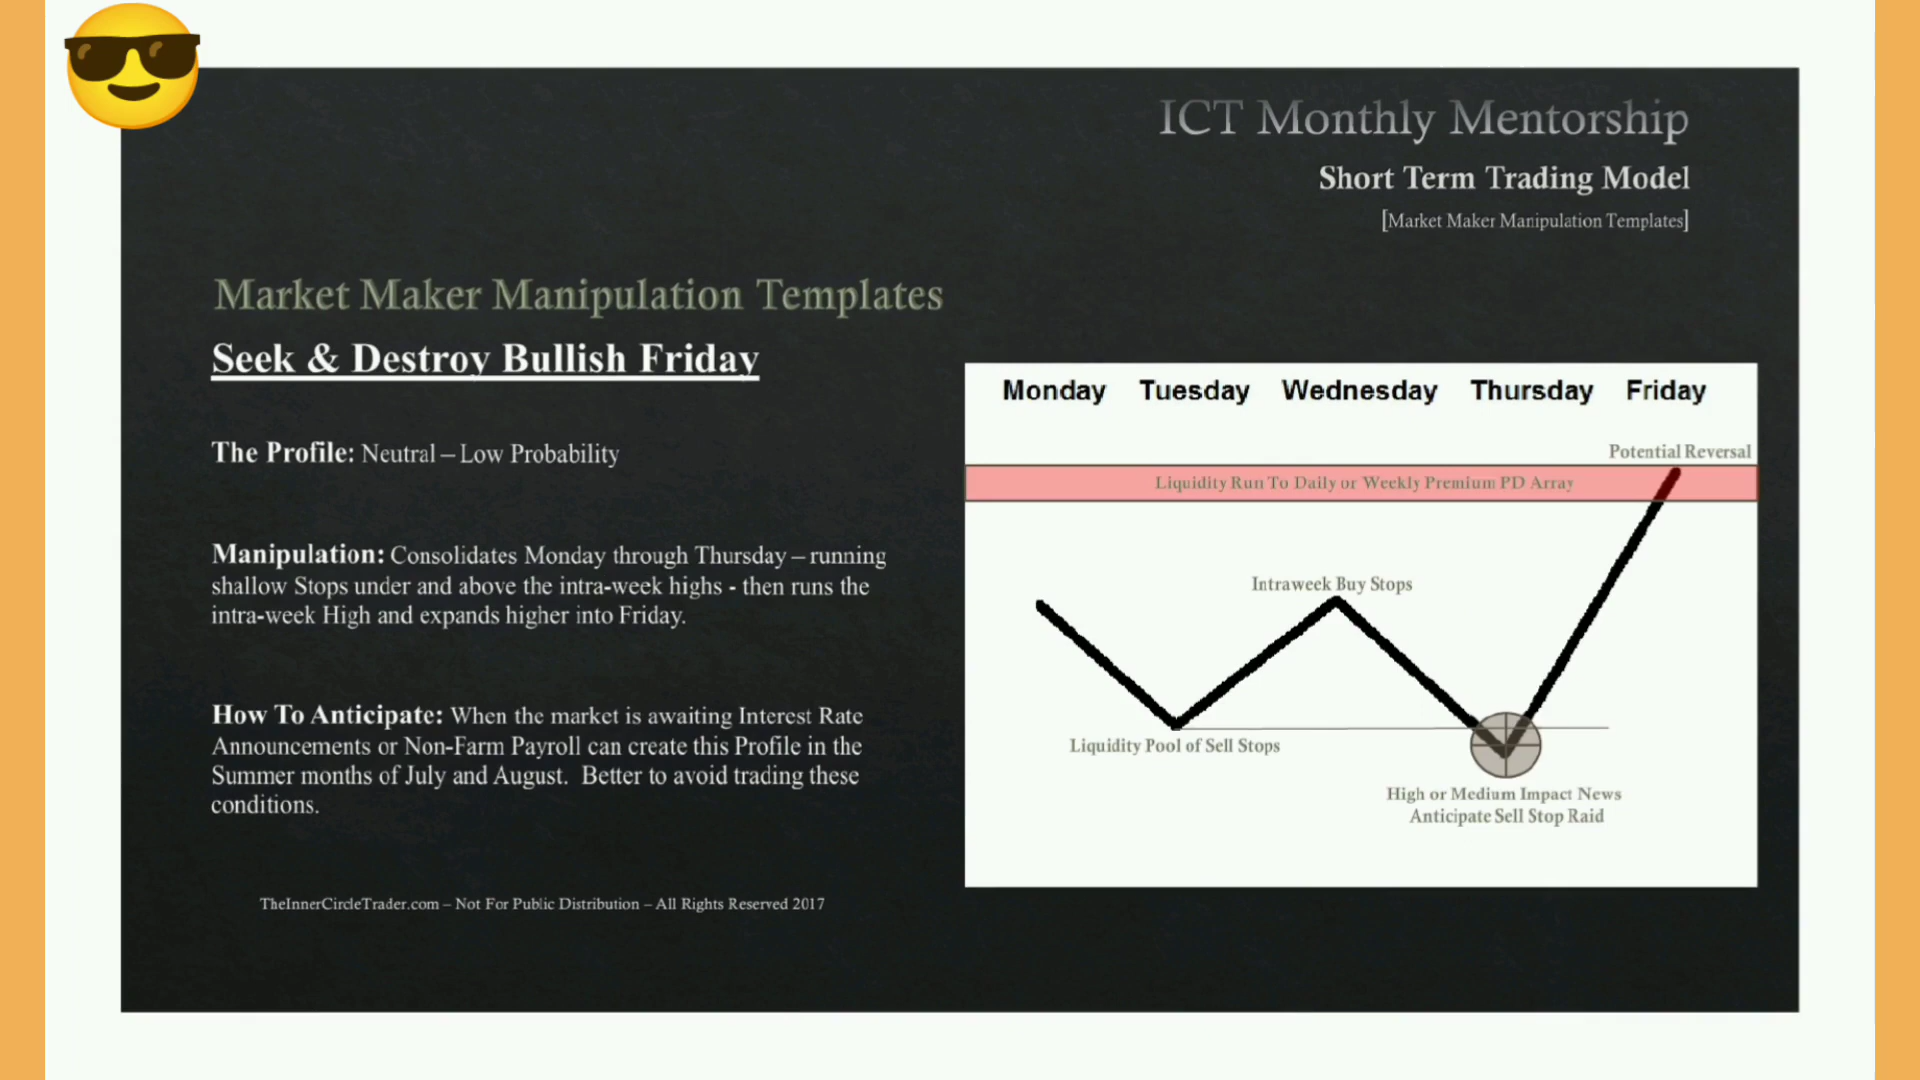 ICT Monthly Mentorship
Short Term Trading Model
[Market Maker Manipulation Templates]
Market Maker Manipulation Templates
Seek & Destroy Bullish Friday
The Profile: Neutral – Low Probability
Manipulation: Consolidates Monday through Thursday – running
shallow Stops under and above the intra-week highs - then runs the
intra-week High and expands higher into Friday.
How To Anticipate: When the market is awaiting Interest Rate
Announcements or Non-Farm Payroll can create this Profile in the
Summer months of July and August.  Better to avoid trading these
conditions.
TheInnerCircleTrader.com – Not For Public Distribution – All Rights Reserved 2017
Monday Tuesday Wednesday Thursday Friday
Potential Reversal
Liquidity Run To Daily or Weekly Premium PD Array
Intraweek Buy Stops
Liquidity Pool of Sell Stops
High or Medium Impact News
Anticipate Sell Stop Raid